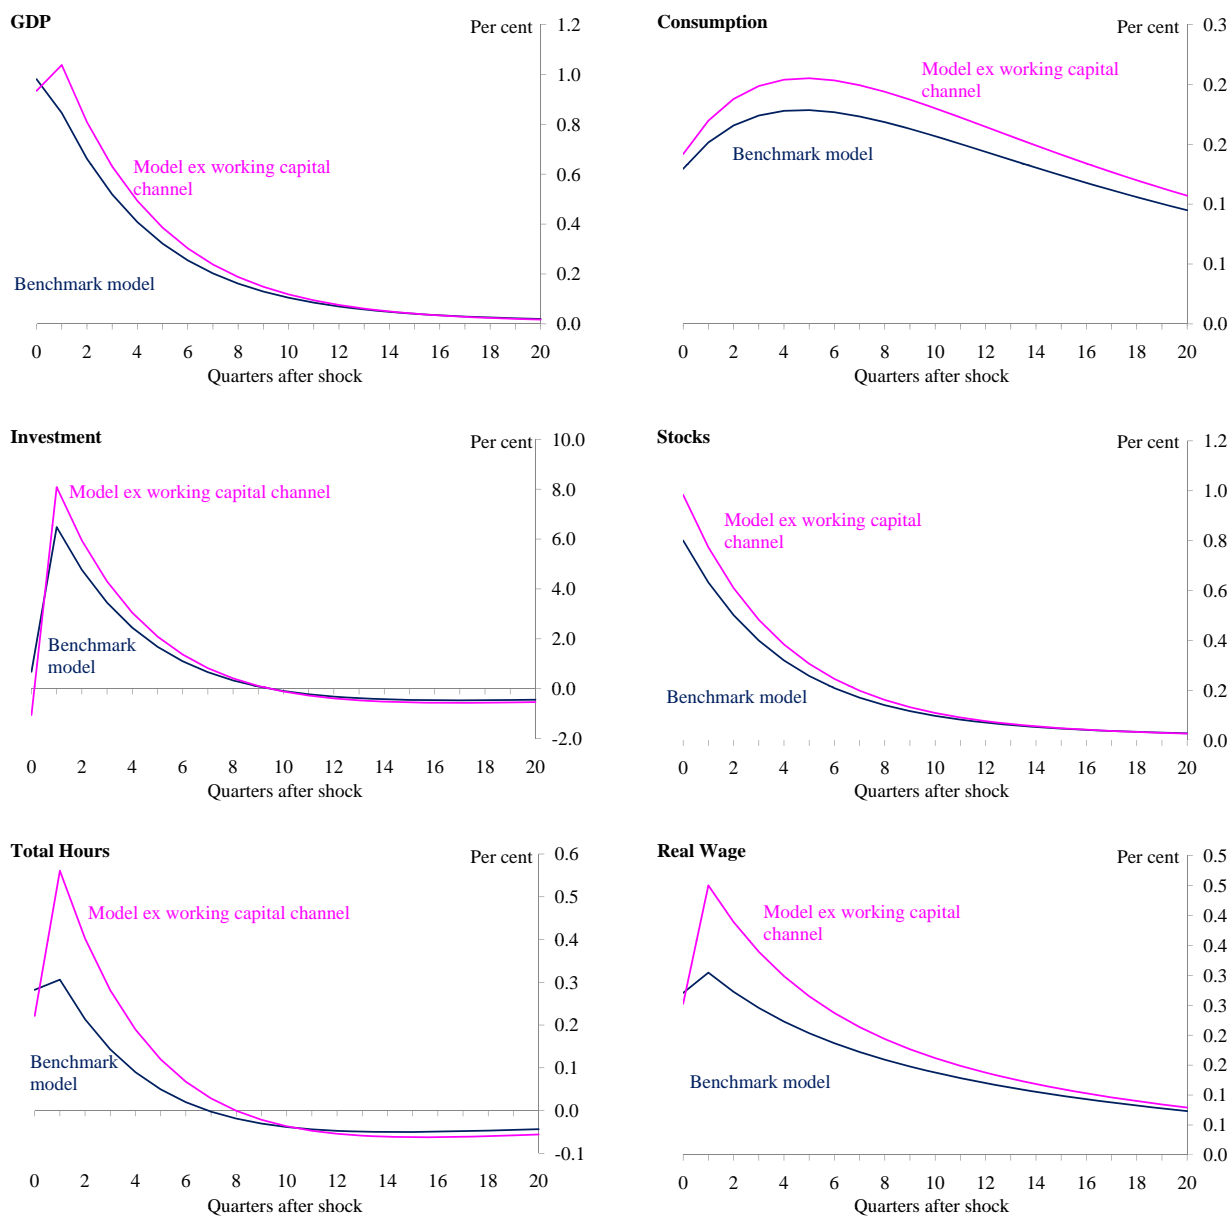 GDP
Per cent
1.2
1.0
0.8
0.6
0.4
0.2
0.0
Model ex working capital
channel
Benchmark model
0 2 4 6 8 10 12 14 16 18 20
Quarters after shock
Consumption
Per cent
0.3
0.2
0.2
0.1
0.1
0.0
Model ex working capital
channel
Benchmark model
0 2 4 6 8 10 12 14 16 18 20
Quarters after shock
Investment
Per cent
10.0
8.0
6.0
4.0
2.0
0.0
-2.0
Model ex working capital channel
Benchmark
model
0 2 4 6 8 10 12 14 16 18 20
Quarters after shock
Stocks
Per cent
1.2
1.0
0.8
0.6
0.4
0.2
0.0
Model ex working capital
channel
Benchmark model
0 2 4 6 8 10 12 14 16 18 20
Quarters after shock
Total Hours
Per cent
0.6
0.5
0.4
0.3
0.2
0.1
0.0
-0.1
Model ex working capital channel
Benchmark
model
0 2 4 6 8 10 12 14 16 18 20
Quarters after shock
Real Wage
Per cent
0.5
0.5
0.4
0.4
0.3
0.3
0.2
0.2
0.1
0.1
0.0
Model ex working capital
channel
Benchmark model
0 2 4 6 8 10 12 14 16 18 20
Quarters after shock